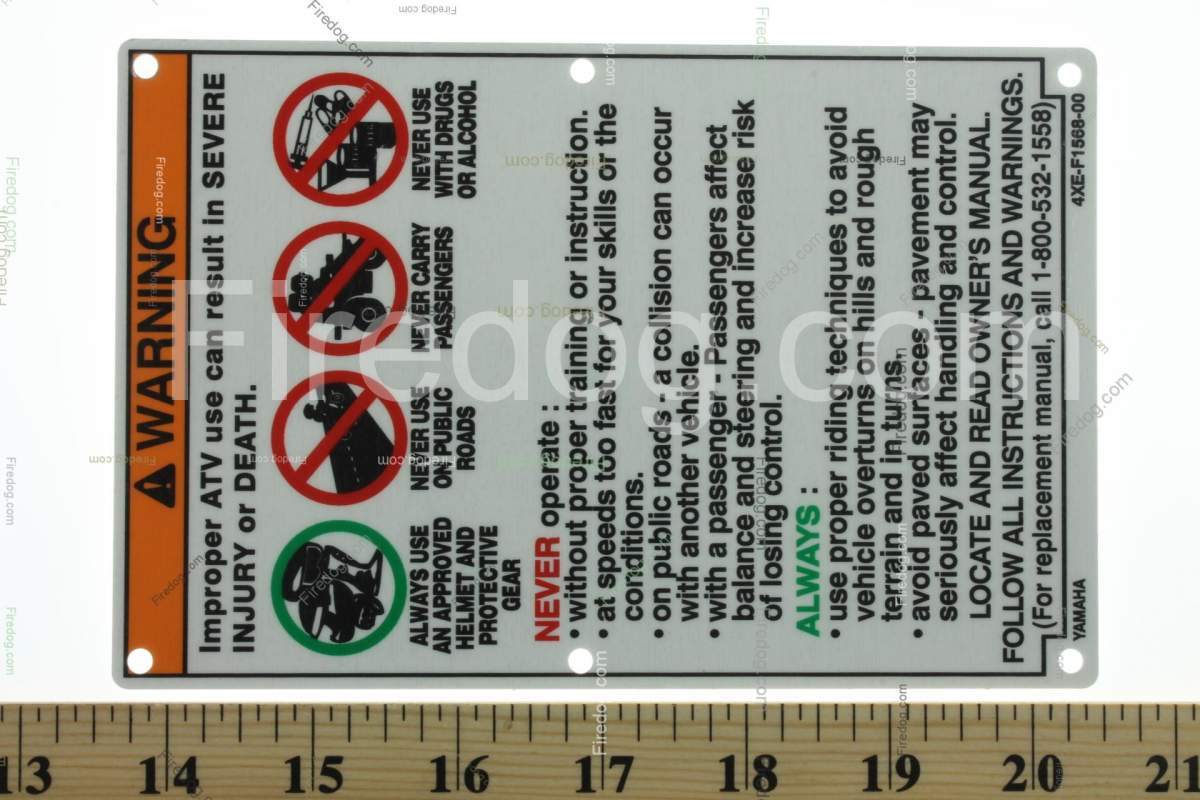 WARNING
Improper ATV use can result in SEVERE
INJURY or DEATH.
ALWAYS USE
AN APPROVED
HELMET AND
PROTECTIVE
GEAR
NEVER USE
ON PUBLIC
ROADS
NEVER CARRY
PASSENGERS
NEVER USE
WITH DRUGS
OR ALCOHOL
NEVER operate :
• without proper training or instruction.
• at speeds too fast for your skills or the
conditions.
• on public roads - a collision can occur
with another vehicle.
• with a passenger - Passengers affect
balance and steering and increase risk
of losing control.
ALWAYS :
• use proper riding techniques to avoid
vehicle overturns on hills and rough
terrain and in turns.
• avoid paved surfaces - pavement may
seriously affect handling and control.
LOCATE AND READ OWNER'S MANUAL.
FOLLOW ALL INSTRUCTIONS AND WARNINGS.
(For replacement manual, call 1-800-532-1558)
YAMAHA
4XE-F1568-00
Firedog.com
13 14 15 16 17 18 19 20 21